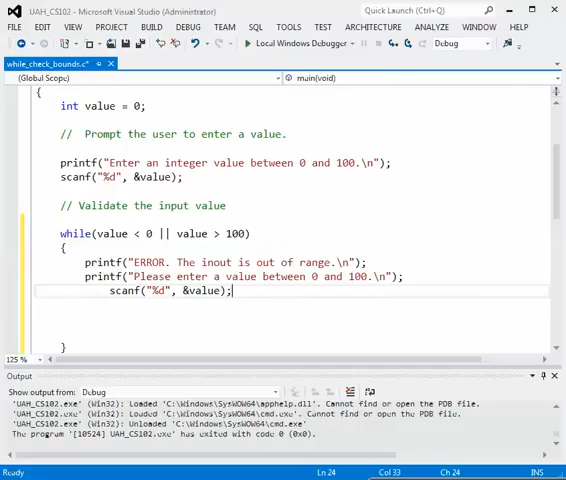 UAH_CS102 - Microsoft Visual Studio (Administrator)
Quick Launch (Ctrl+Q)
FILE EDIT VIEW PROJECT BUILD DEBUG TEAM SQL TOOLS TEST ARCHITECTURE ANALYZE WINDOW HELP
Local Windows Debugger Debug
while_check_bounds.c*
(Global Scope) main(void)
{
int value = 0;
// Prompt the user to enter a value.
printf("Enter an integer value between 0 and 100.\n");
scanf("%d", &value);
// Validate the input value
while(value < 0 || value > 100)
{
printf("ERROR. The inout is out of range.\n");
printf("Please enter a value between 0 and 100.\n");
scanf("%d", &value);
}
125 %
Output
Show output from: Debug
'UAH_CS102.exe' (Win32): Loaded 'C:\Windows\SysWOW64\apphelp.dll'. Cannot find or open the PDB file.
'UAH_CS102.exe' (Win32): Loaded 'C:\Windows\SysWOW64\cmd.exe'. Cannot find or open the PDB file.
'UAH_CS102.exe' (Win32): Unloaded 'C:\Windows\SysWOW64\cmd.exe'
The program '[10524] UAH_CS102.exe' has exited with code 0 (0x0).
Ready Ln 24 Col 33 Ch 24 INS